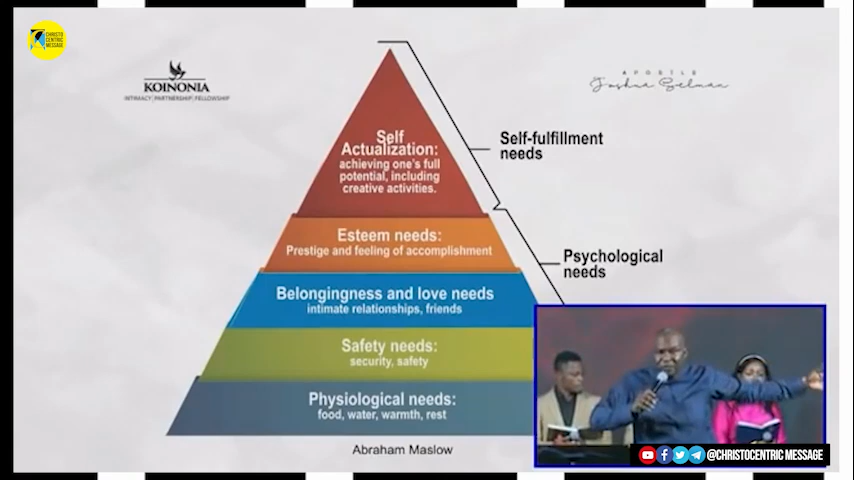 CHRISTO
CENTRIC
MESSAGE
KOINONIA
INTIMACY|PARTNERSHIP|FELLOWSHIP
APOSTLE
Joshua Selman
Self
Actualization:
achieving one's full
potential, including
creative activities.
Self-fulfillment
needs
Esteem needs:
Prestige and feeling of accomplishment
Psychological
needs
Belongingness and love needs
intimate relationships, friends
Safety needs:
security, safety
Physiological needs:
food, water, warmth, rest
Abraham Maslow
@CHRISTOCENTRIC MESSAGE